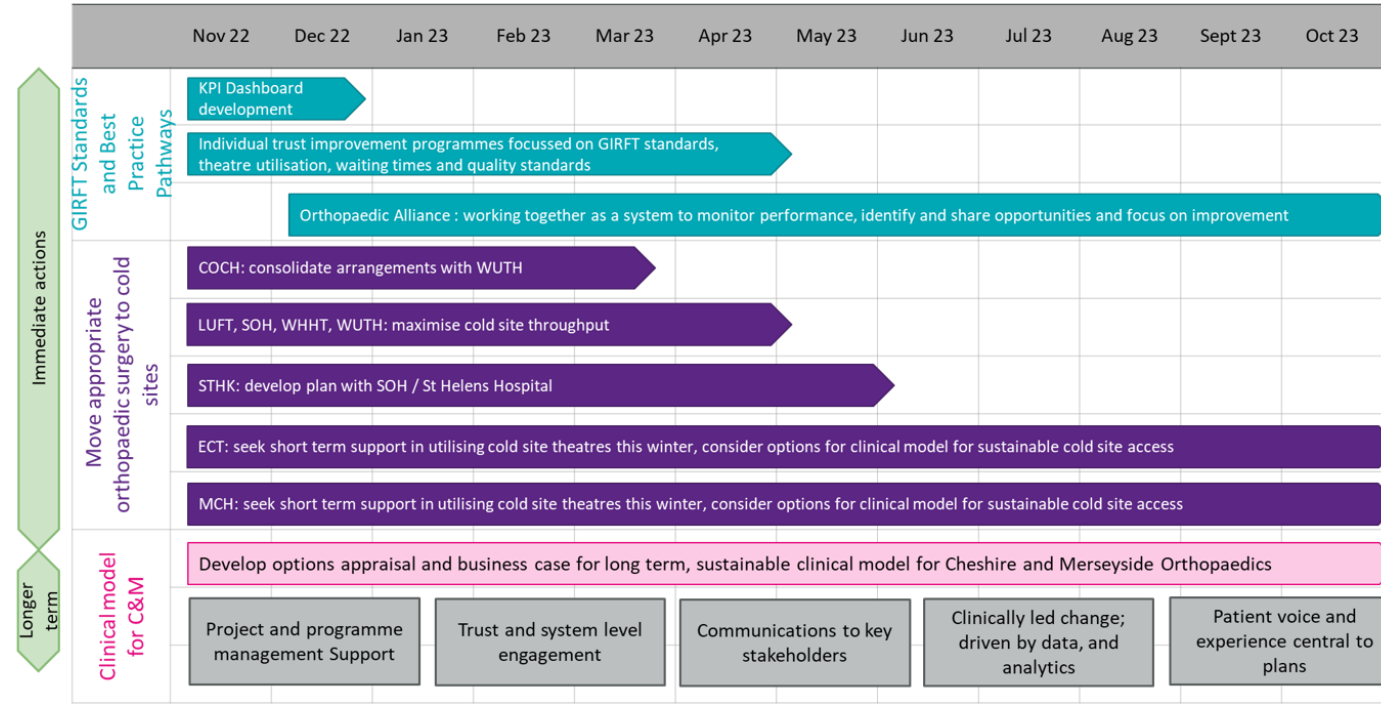 Nov 22 Dec 22 Jan 23 Feb 23 Mar 23 Apr 23 May 23 Jun 23 Jul 23 Aug 23 Sept 23 Oct 23
Immediate actions
GIRFT Standards
and Best
Practice
Pathways
KPI Dashboard
development
Individual trust improvement programmes focussed on GIRFT standards,
theatre utilisation, waiting times and quality standards
Orthopaedic Alliance : working together as a system to monitor performance, identify and share opportunities and focus on improvement
Move appropriate
orthopaedic surgery to cold
sites
COCH: consolidate arrangements with WUTH
LUFT, SOH, WHHT, WUTH: maximise cold site throughput
STHK: develop plan with SOH / St Helens Hospital
ECT: seek short term support in utilising cold site theatres this winter, consider options for clinical model for sustainable cold site access
MCH: seek short term support in utilising cold site theatres this winter, consider options for clinical model for sustainable cold site access
Longer
term
Clinical model
for C&M
Develop options appraisal and business case for long term, sustainable clinical model for Cheshire and Merseyside Orthopaedics
Project and programme
management Support
Trust and system level
engagement
Communications to key
stakeholders
Clinically led change;
driven by data, and
analytics
Patient voice and
experience central to
plans